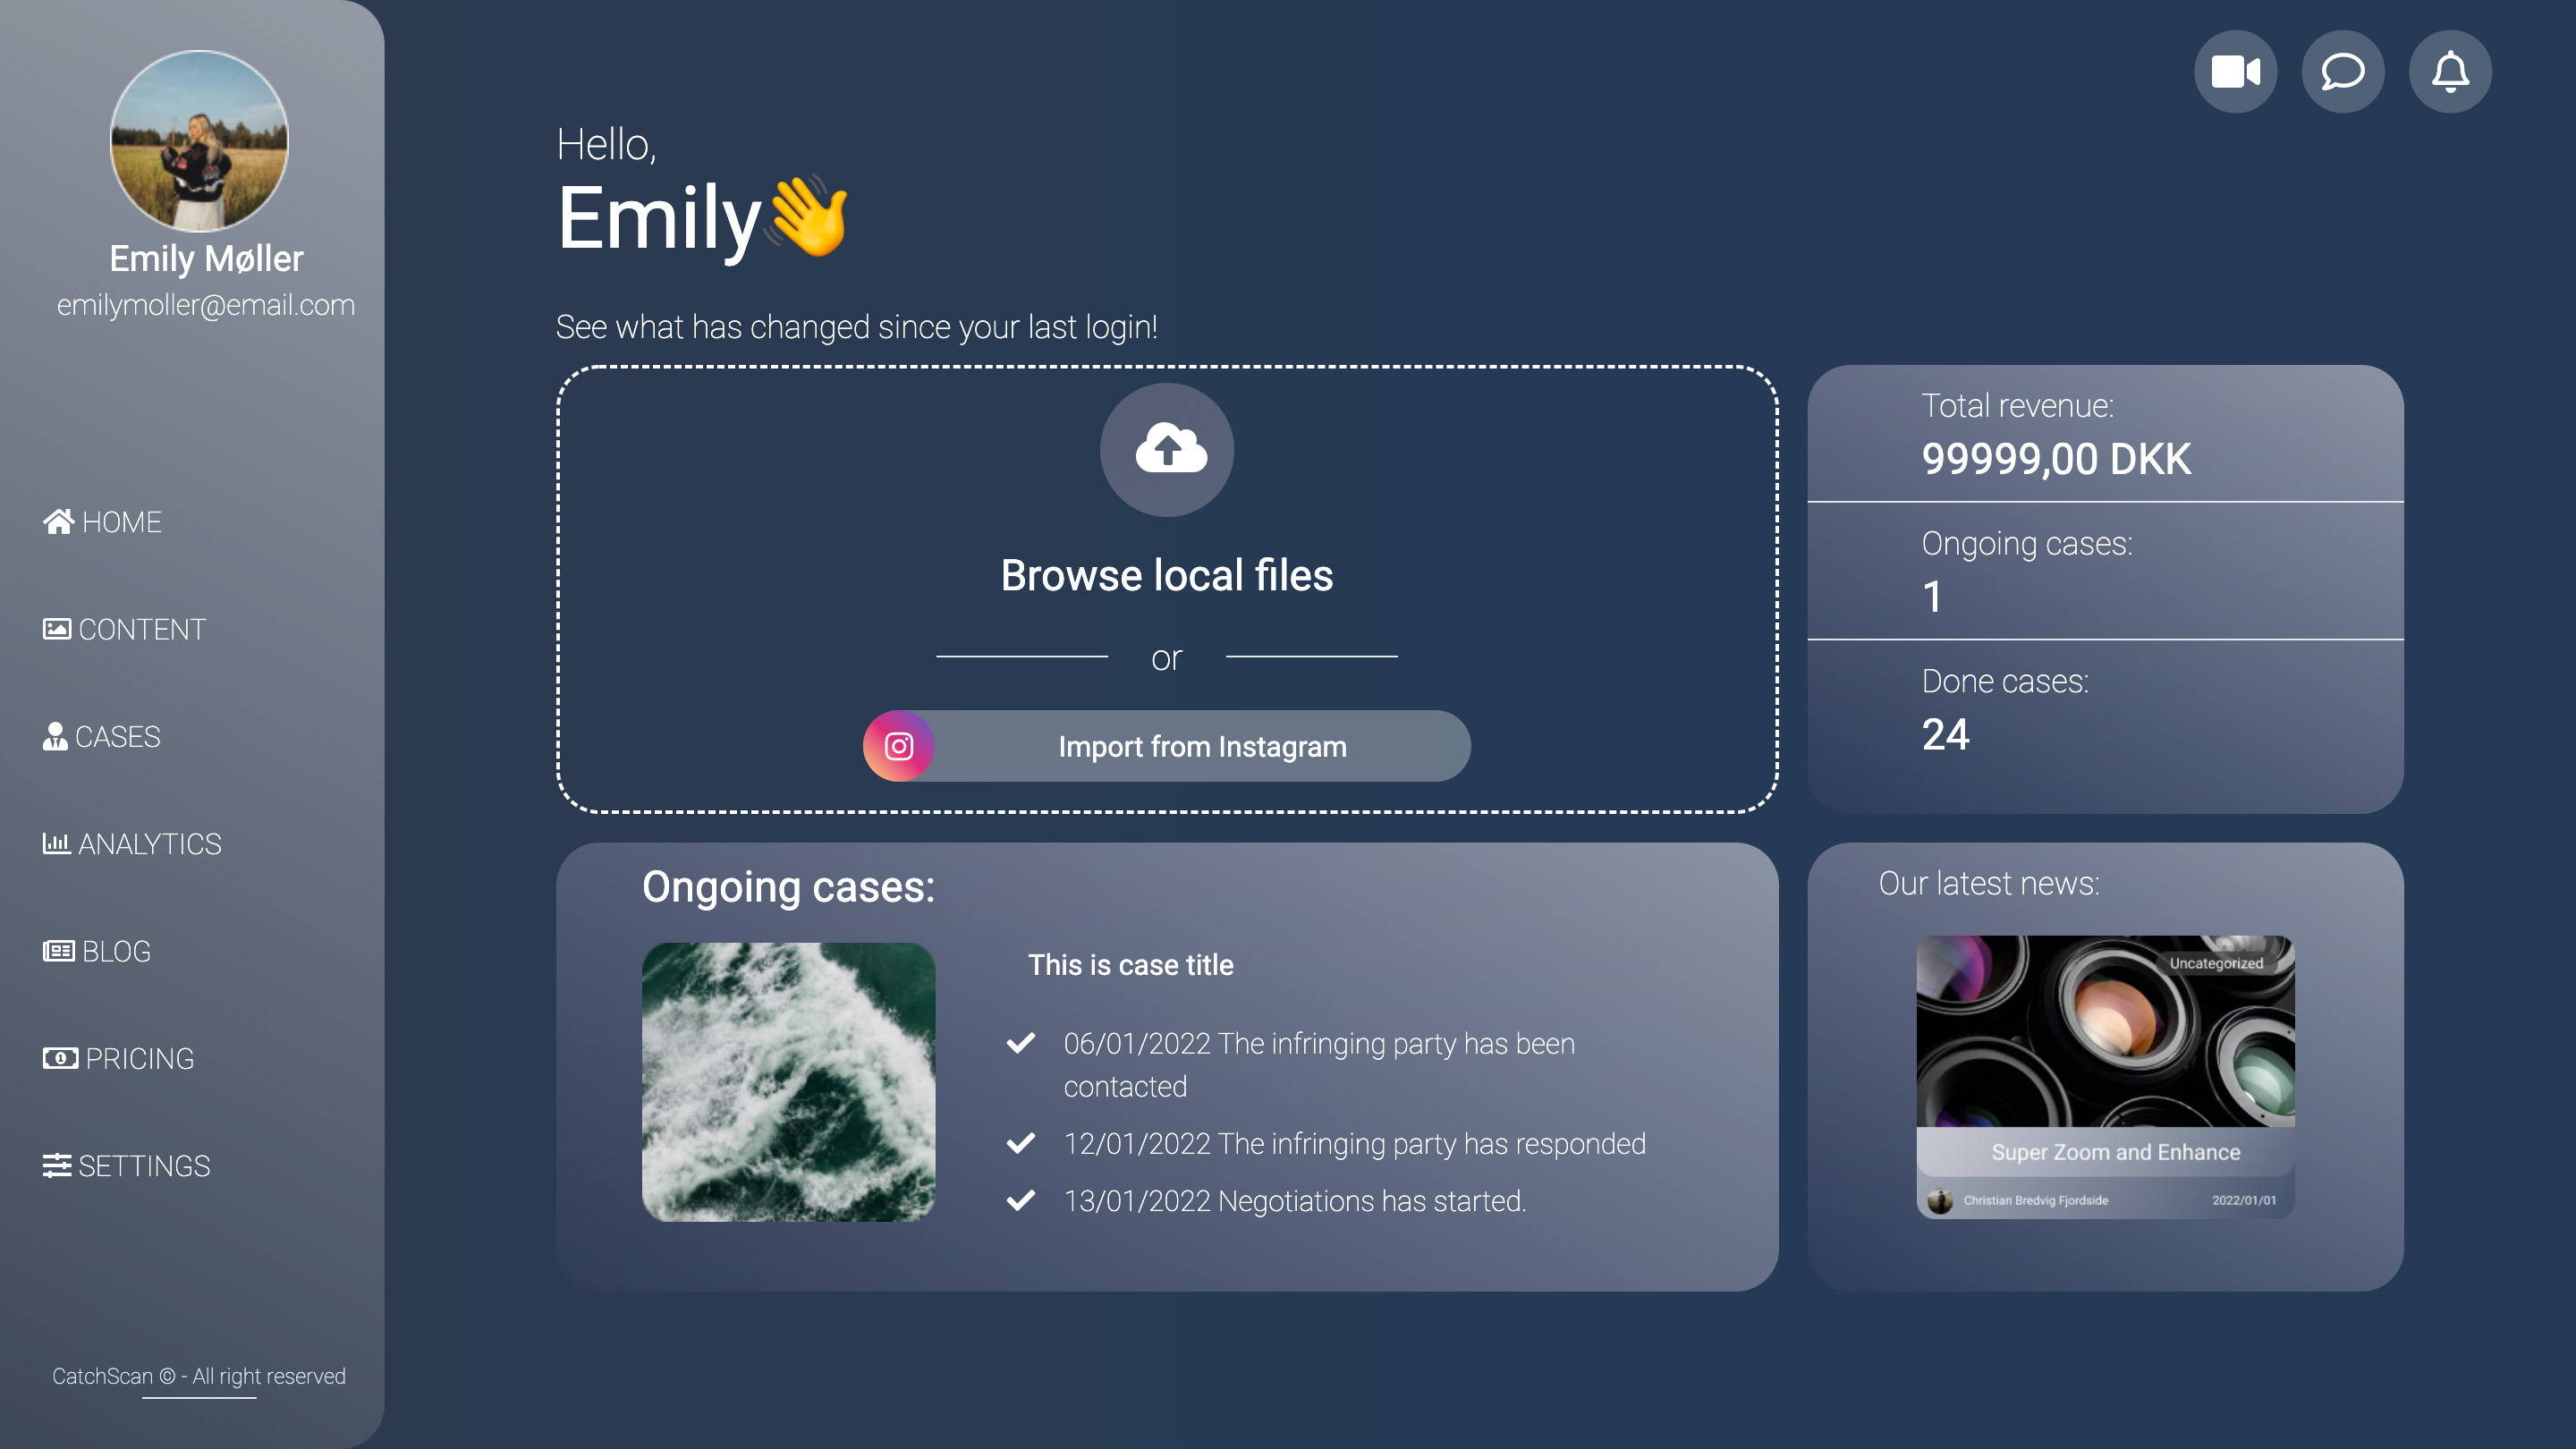 Emily Møller
emilymoller@email.com
HOME
CONTENT
CASES
ANALYTICS
BLOG
PRICING
SETTINGS
CatchScan © - All right reserved
Hello,
Emily👋
See what has changed since your last login!
Browse local files
or
Import from Instagram
Total revenue:
99999,00 DKK
Ongoing cases:
1
Done cases:
24
Ongoing cases:
This is case title
06/01/2022 The infringing party has been
contacted
12/01/2022 The infringing party has responded
13/01/2022 Negotiations has started.
Our latest news:
Uncategorized
Super Zoom and Enhance
Christian Bredvig Fjordside
2022/01/01